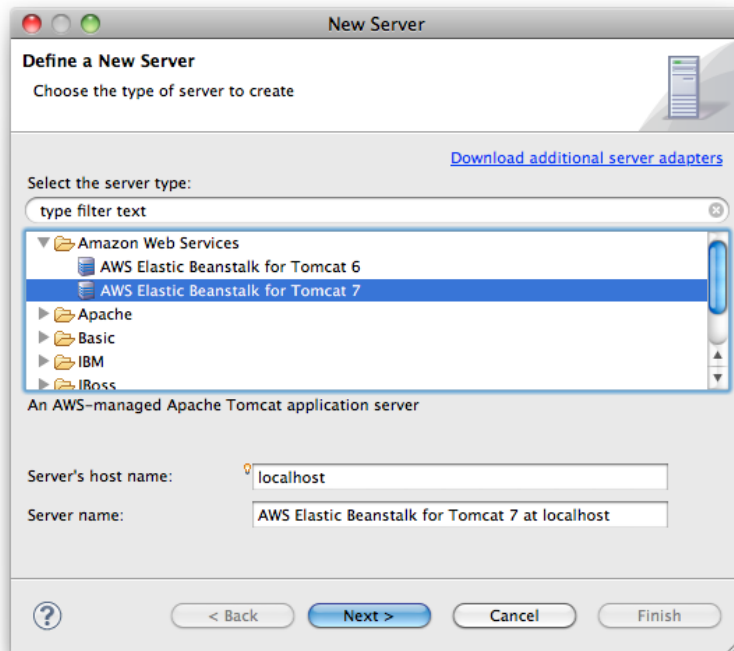 New Server
Define a New Server
Choose the type of server to create
Download additional server adapters
Select the server type:
type filter text
Amazon Web Services
AWS Elastic Beanstalk for Tomcat 6
AWS Elastic Beanstalk for Tomcat 7
Apache
Basic
IBM
JBoss
An AWS-managed Apache Tomcat application server
Server's host name: localhost
Server name: AWS Elastic Beanstalk for Tomcat 7 at localhost
? < Back Next > Cancel Finish